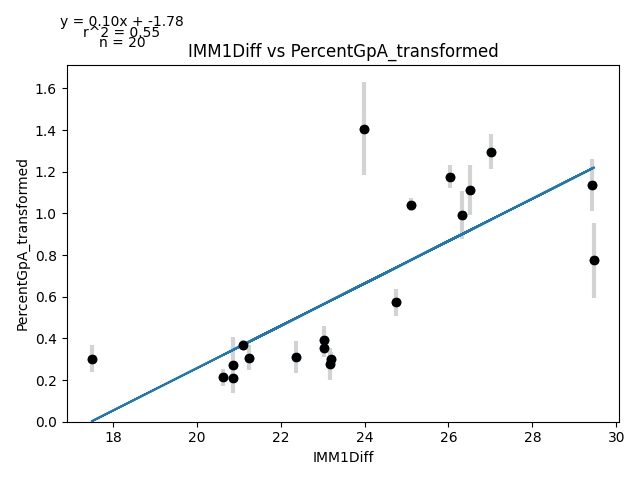 y = 0.10x + -1.78
r^2 = 0.55
n = 20
IMM1Diff vs PercentGpA_transformed
PercentGpA_transformed
1.6
1.4
1.2
1.0
0.8
0.6
0.4
0.2
0.0
18 20 22 24 26 28 30
IMM1Diff